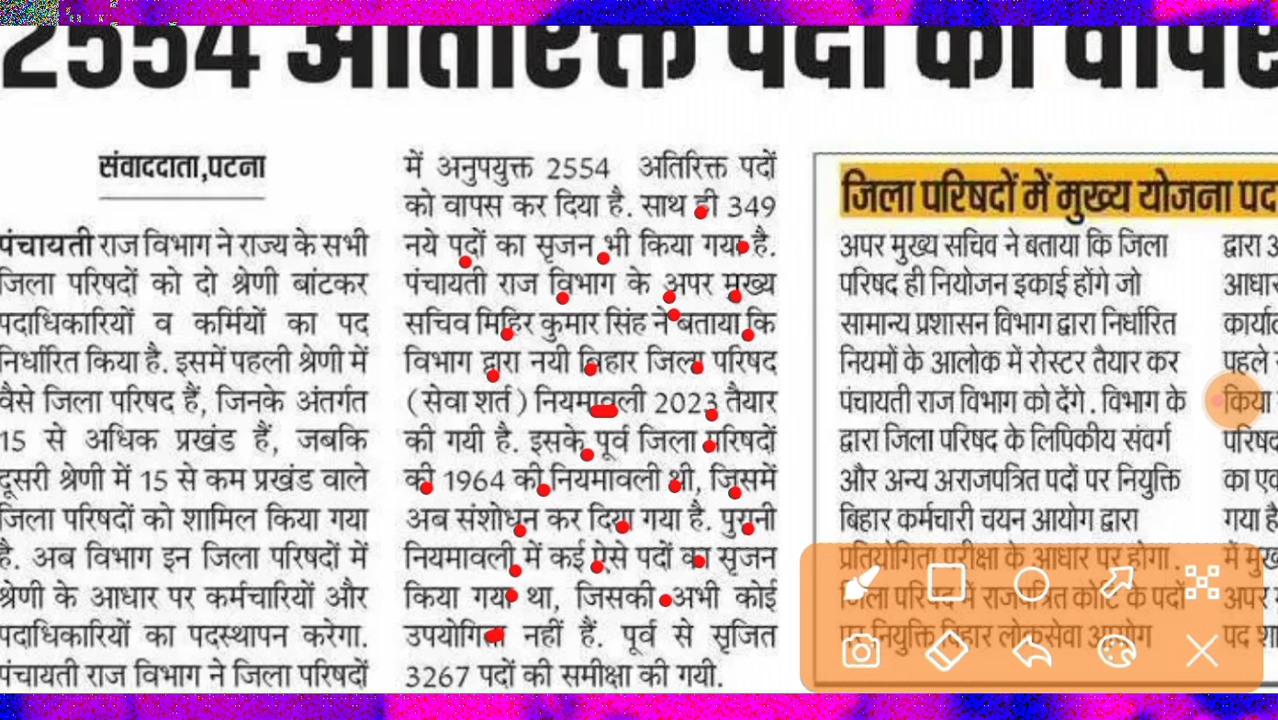 2554 अतिरिक्त पदों को वापस
संवाददाता,पटना
पंचायती राज विभाग ने राज्य के सभी
जिला परिषदों को दो श्रेणी बांटकर
पदाधिकारियों व कर्मियों का पद
निर्धारित किया है. इसमें पहली श्रेणी में
वैसे जिला परिषद हैं, जिनके अंतर्गत
15 से अधिक प्रखंड हैं, जबकि
दूसरी श्रेणी में 15 से कम प्रखंड वाले
जिला परिषदों को शामिल किया गया
है. अब विभाग इन जिला परिषदों में
श्रेणी के आधार पर कर्मचारियों और
पदाधिकारियों का पदस्थापन करेगा.
पंचायती राज विभाग ने जिला परिषदों
में अनुपयुक्त 2554 अतिरिक्त पदों
को वापस कर दिया है. साथ ही 349
नये पदों का सृजन भी किया गया है.
पंचायती राज विभाग के अपर मुख्य
सचिव मिहिर कुमार सिंह ने बताया कि
विभाग द्वारा नयी बिहार जिला परिषद
(सेवा शर्त) नियमावली 2023 तैयार
की गयी है. इसके पूर्व जिला परिषदों
की 1964 की नियमावली थी, जिसमें
अब संशोधन कर दिया गया है. पुरानी
नियमावली में कई ऐसे पदों का सृजन
किया गया था, जिसकी अभी कोई
उपयोगिता नहीं हैं. पूर्व से सृजित
3267 पदों की समीक्षा की गयी.
जिला परिषदों में मुख्य योजना पद
अपर मुख्य सचिव ने बताया कि जिला
परिषद ही नियोजन इकाई होंगे जो
सामान्य प्रशासन विभाग द्वारा निर्धारित
नियमों के आलोक में रोस्टर तैयार कर
पंचायती राज विभाग को देंगे. विभाग के
द्वारा जिला परिषद के लिपिकीय संवर्ग
और अन्य अराजपत्रित पदों पर नियुक्ति
बिहार कर्मचारी चयन आयोग द्वारा
प्रतियोगिता परीक्षा के आधार पर होगा.
जिला परिषद में राजपत्रित कोटि के पदों
पर नियुक्ति बिहार लोकसेवा आयोग
द्वारा
आधार
पहले
किया
परिषद
का
गया है
में
अपर
पद